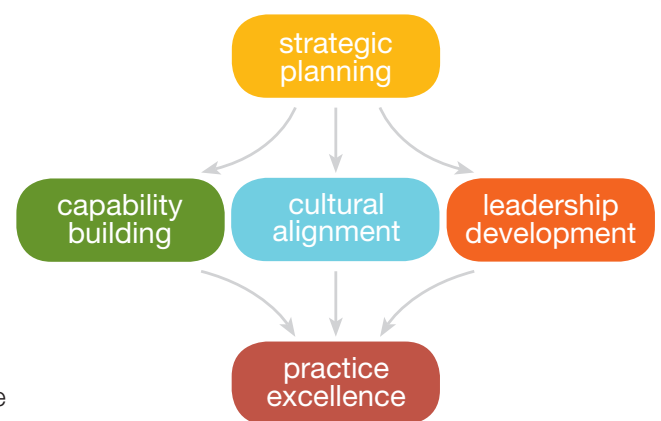 strategic
planning
capability
building
cultural
alignment
leadership
development
practice
excellence
e